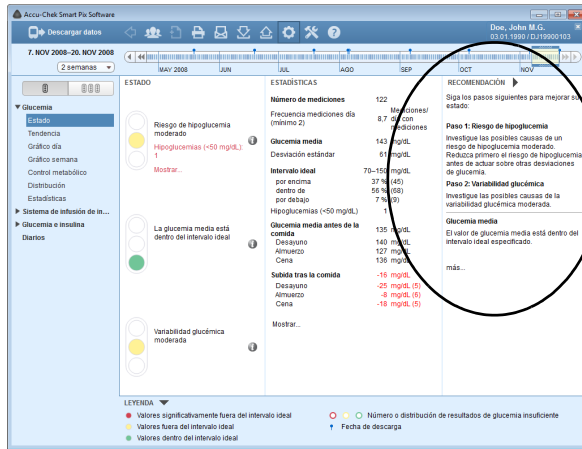 Accu-Chek Smart Pix Software
Descargar datos
Doe, John M.G.
03.01.1990 / DJ19900103
7. NOV 2008–20. NOV 2008
2 semanas
MAY 2008 JUN JUL AGO SEP OCT NOV
Glucemia
Estado
Tendencia
Gráfico día
Gráfico semana
Control metabólico
Distribución
Estadísticas
Sistema de infusión de in...
Glucemia e insulina
Diarios
ESTADO
Riesgo de hipoglucemia
moderado
Hipoglucemias (<50 mg/dL):
1
Mostrar...
La glucemia media está
dentro del intervalo ideal
Variabilidad glucémica
moderada
ESTADÍSTICAS
Número de mediciones 122
Frecuencia mediciones día
(mínimo 2) 8,7 Mediciones/
día con
mediciones
Glucemia media 143 mg/dL
Desviación estándar 61 mg/dL
Intervalo ideal 70–150 mg/dL
por encima 37 % (45)
dentro de 56 % (68)
por debajo 7 % (9)
Hipoglucemias (<50 mg/dL) 1
Glucemia media antes de la
comida 135 mg/dL
Desayuno 140 mg/dL
Almuerzo 127 mg/dL
Cena 136 mg/dL
Subida tras la comida -16 mg/dL
Desayuno -25 mg/dL (5)
Almuerzo -8 mg/dL (6)
Cena -18 mg/dL (5)
Mostrar...
RECOMENDACIÓN
Siga los pasos siguientes para mejorar su
estado:
Paso 1: Riesgo de hipoglucemia
Investigue las posibles causas de un
riesgo de hipoglucemia moderado.
Reduzca primero el riesgo de hipoglucemia
antes de actuar sobre otras desviaciones
de glucemia.
Paso 2: Variabilidad glucémica
Investigue las posibles causas de la
variabilidad glucémica moderada.
Glucemia media
El valor de glucemia media está dentro del
intervalo ideal especificado.
más...
LEYENDA
Valores significativamente fuera del intervalo ideal
Valores fuera del intervalo ideal
Valores dentro del intervalo ideal
Número o distribución de resultados de glucemia insuficiente
Fecha de descarga